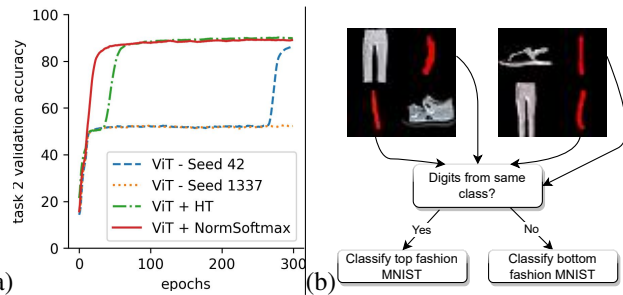 100
80
60
40
20
0
task 2 validation accuracy
ViT - Seed 42
ViT - Seed 1337
ViT + HT
ViT + NormSoftmax
0
100
200
300
epochs
a)
(b)
Digits from same
class?
Yes
No
Classify top fashion
MNIST
Classify bottom
fashion MNIST